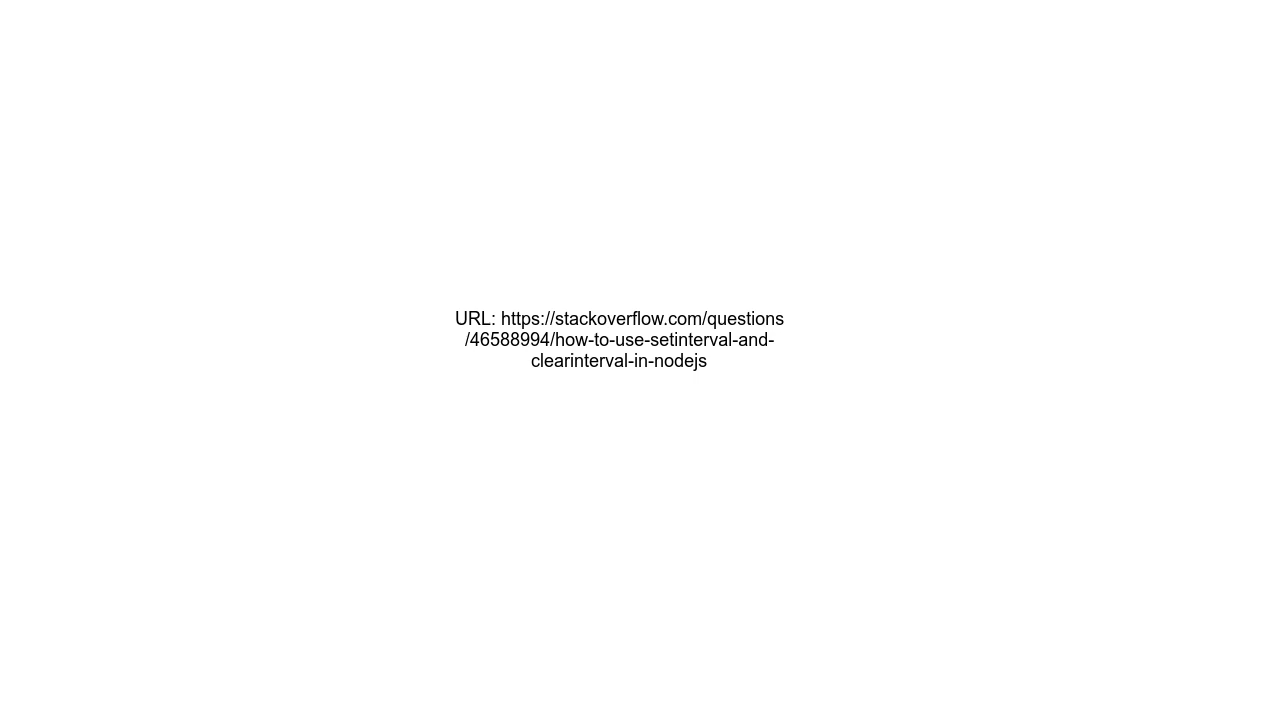 URL: https://stackoverflow.com/questions
/46588994/how-to-use-setinterval-and-
clearinterval-in-nodejs